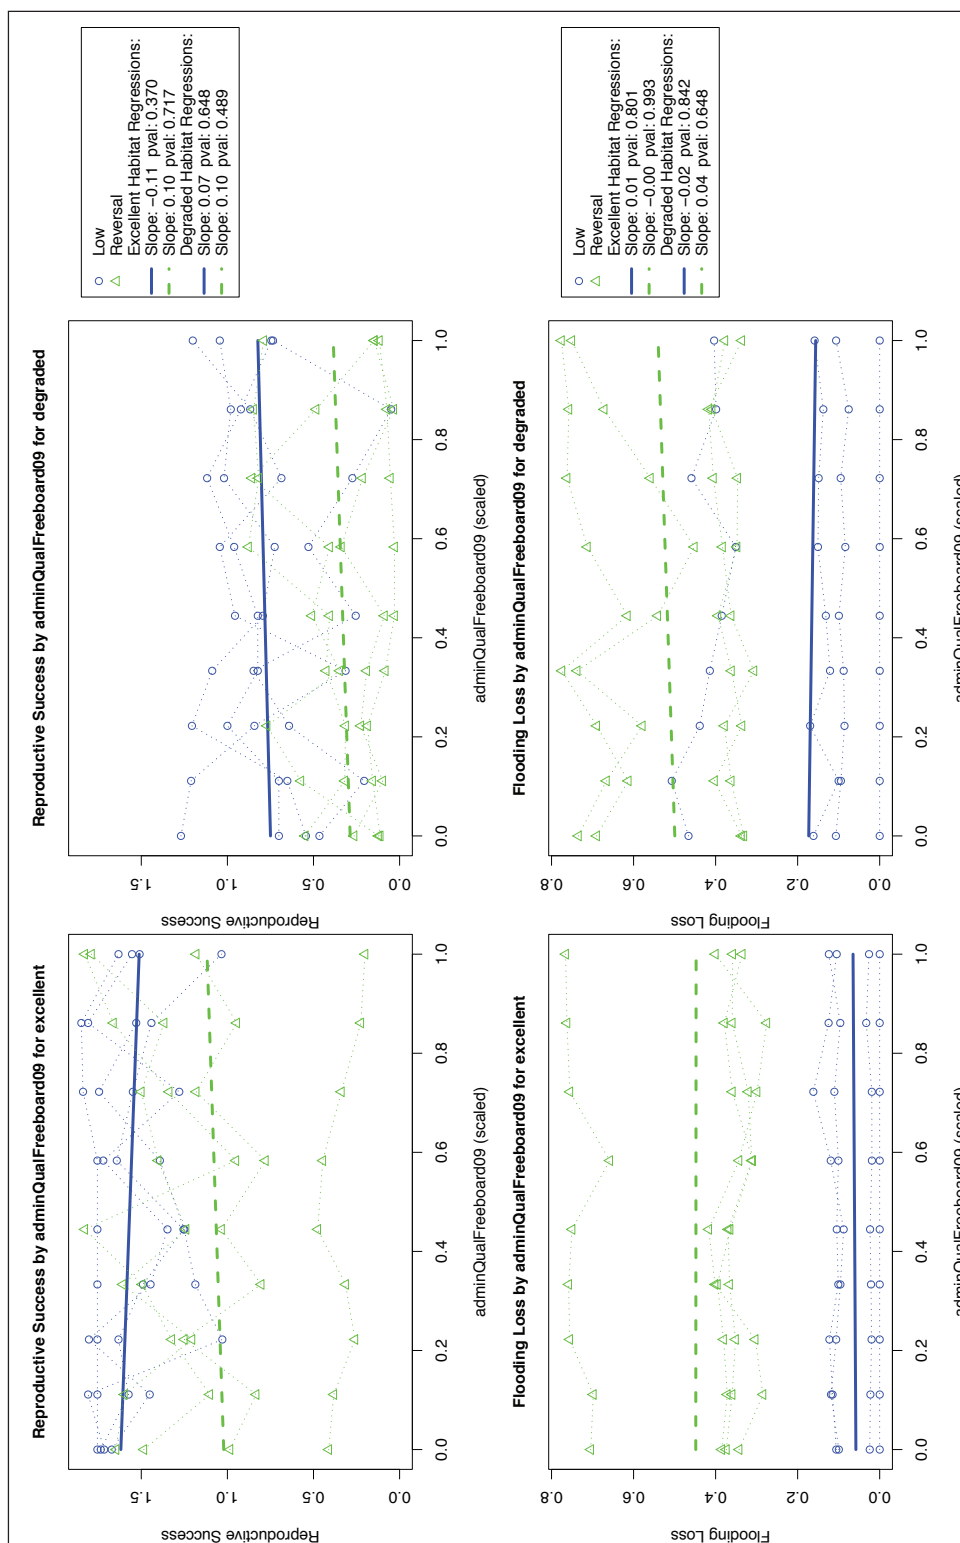 Reproductive Success by adminQualFreeboard09 for excellent
Reproductive Success
0.0 0.5 1.0 1.5
0.0 0.2 0.4 0.6 0.8 1.0
adminQualFreeboard09 (scaled)
Reproductive Success by adminQualFreeboard09 for degraded
Reproductive Success
0.0 0.5 1.0 1.5
0.0 0.2 0.4 0.6 0.8 1.0
adminQualFreeboard09 (scaled)
Low
Reversal
Excellent Habitat Regressions:
Slope: −0.11 pval: 0.370
Slope: 0.10 pval: 0.717
Degraded Habitat Regressions:
Slope: 0.07 pval: 0.648
Slope: 0.10 pval: 0.489
Flooding Loss by adminQualFreeboard09 for excellent
Flooding Loss
0.0 0.2 0.4 0.6 0.8
0.0 0.2 0.4 0.6 0.8 1.0
adminQualFreeboard09 (scaled)
Flooding Loss by adminQualFreeboard09 for degraded
Flooding Loss
0.0 0.2 0.4 0.6 0.8
0.0 0.2 0.4 0.6 0.8 1.0
adminQualFreeboard09 (scaled)
Low
Reversal
Excellent Habitat Regressions:
Slope: 0.01 pval: 0.801
Slope: −0.00 pval: 0.993
Degraded Habitat Regressions:
Slope: −0.02 pval: 0.842
Slope: 0.04 pval: 0.648